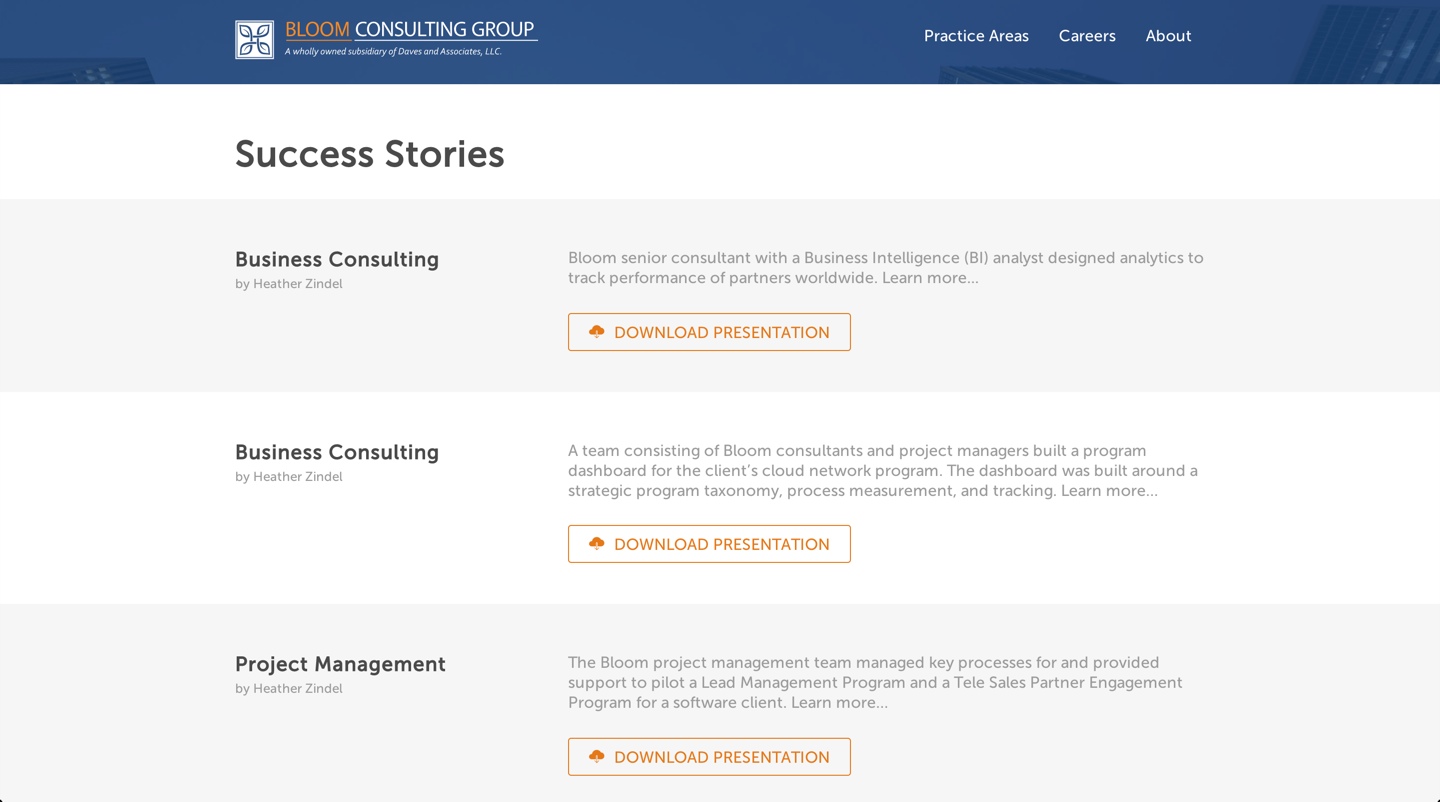 BLOOM CONSULTING GROUP
A wholly owned subsidiary of Daves and Associates, LLC.
Practice Areas
Careers
About
Success Stories
Business Consulting
by Heather Zindel
Bloom senior consultant with a Business Intelligence (BI) analyst designed analytics to
track performance of partners worldwide. Learn more...
DOWNLOAD PRESENTATION
Business Consulting
by Heather Zindel
A team consisting of Bloom consultants and project managers built a program
dashboard for the client’s cloud network program. The dashboard was built around a
strategic program taxonomy, process measurement, and tracking. Learn more...
DOWNLOAD PRESENTATION
Project Management
by Heather Zindel
The Bloom project management team managed key processes for and provided
support to pilot a Lead Management Program and a Tele Sales Partner Engagement
Program for a software client. Learn more...
DOWNLOAD PRESENTATION